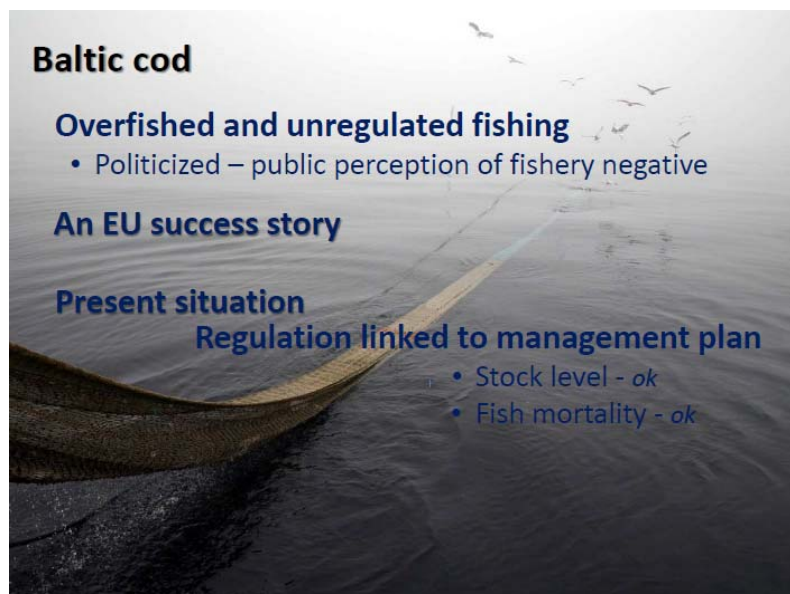 Baltic cod
Overfished and unregulated fishing
• Politicized – public perception of fishery negative
An EU success story
Present situation
Regulation linked to management plan
• Stock level - ok
• Fish mortality - ok